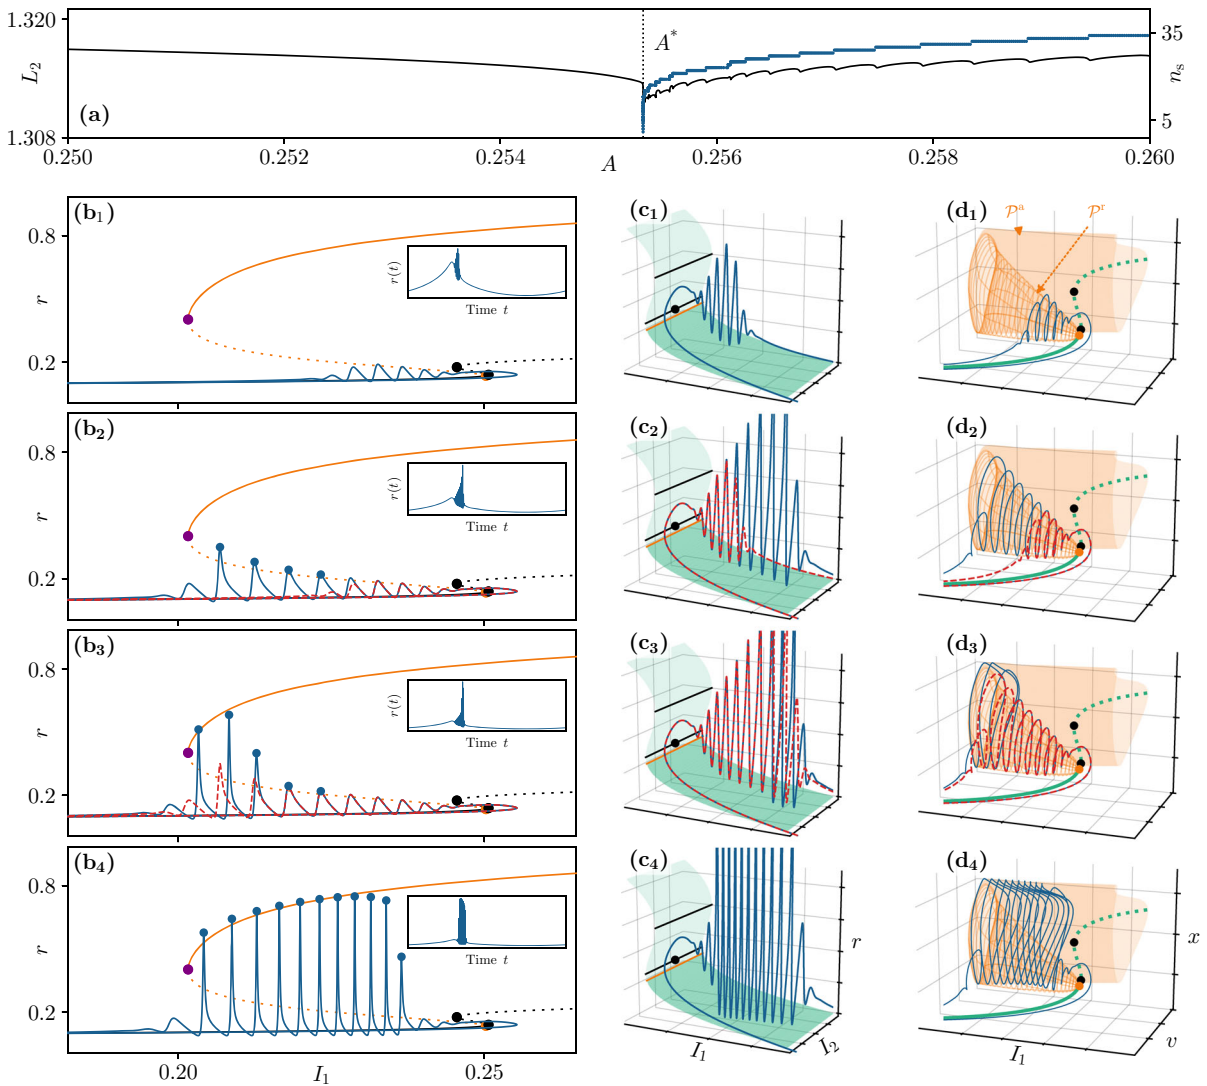 1.320
L₂
(a)
1.308
A*
35
nₛ
5
0.250
0.252
0.254
A
0.256
0.258
0.260
(b₁)
0.8
r
0.2
r(t)
Time t
(c₁)
(d₁)
𝒫ᵃ
𝒫ʳ
(b₂)
0.8
r
0.2
r(t)
Time t
(c₂)
(d₂)
(b₃)
0.8
r
0.2
r(t)
Time t
(c₃)
(d₃)
(b₄)
0.8
r
0.2
r(t)
Time t
0.20
I₁
0.25
(c₄)
r
I₁
I₂
(d₄)
x
I₁
v